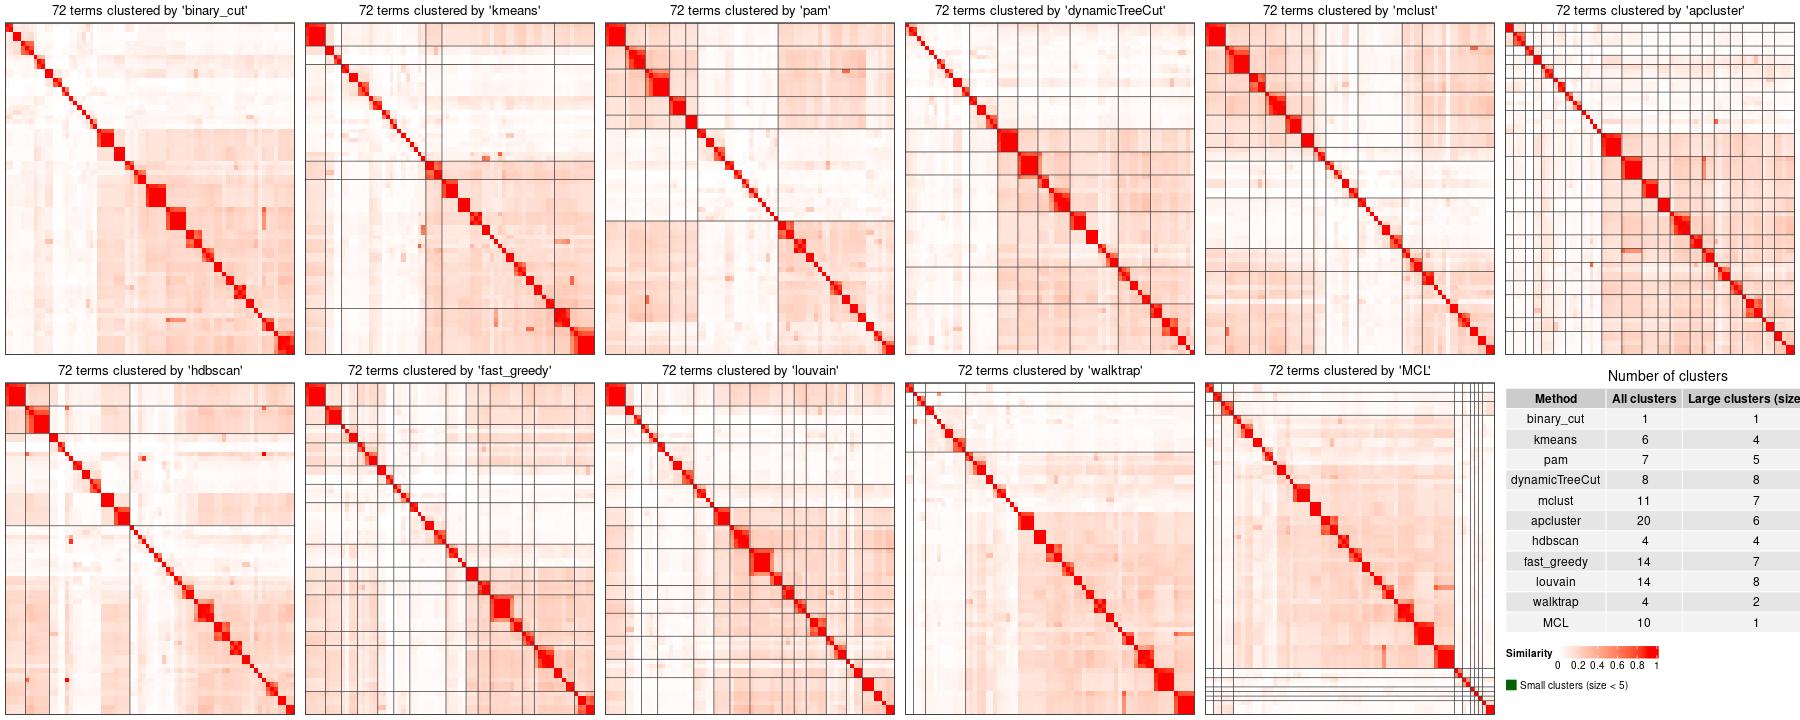 72 terms clustered by 'binary_cut'
72 terms clustered by 'kmeans'
72 terms clustered by 'pam'
72 terms clustered by 'dynamicTreeCut'
72 terms clustered by 'mclust'
72 terms clustered by 'apcluster'
72 terms clustered by 'hdbscan'
72 terms clustered by 'fast_greedy'
72 terms clustered by 'louvain'
72 terms clustered by 'walktrap'
72 terms clustered by 'MCL'
Number of clusters
Method All clusters Large clusters (size
binary_cut 1 1
kmeans 6 4
pam 7 5
dynamicTreeCut 8 8
mclust 11 7
apcluster 20 6
hdbscan 4 4
fast_greedy 14 7
louvain 14 8
walktrap 4 2
MCL 10 1
Similarity
0 0.2 0.4 0.6 0.8 1
Small clusters (size < 5)